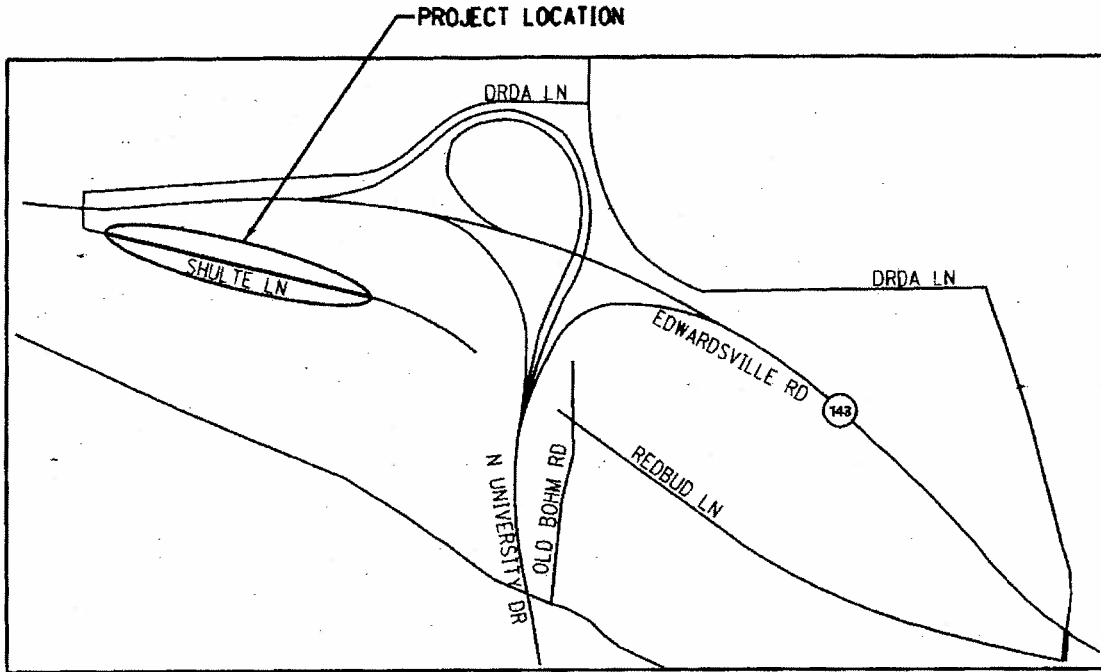 PROJECT LOCATION
DRDA LN
SHULTE LN
DRDA LN
EDWARDSVILLE RD
143
REDBUD LN
OLD BOHM RD
N UNIVERSITY DR